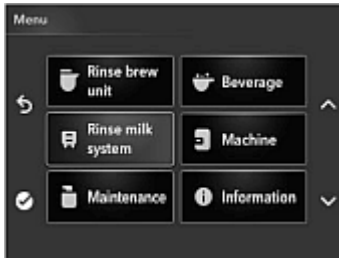 Menu
Rinse brew
unit
Beverage
Rinse milk
system
Machine
Maintenance
Information